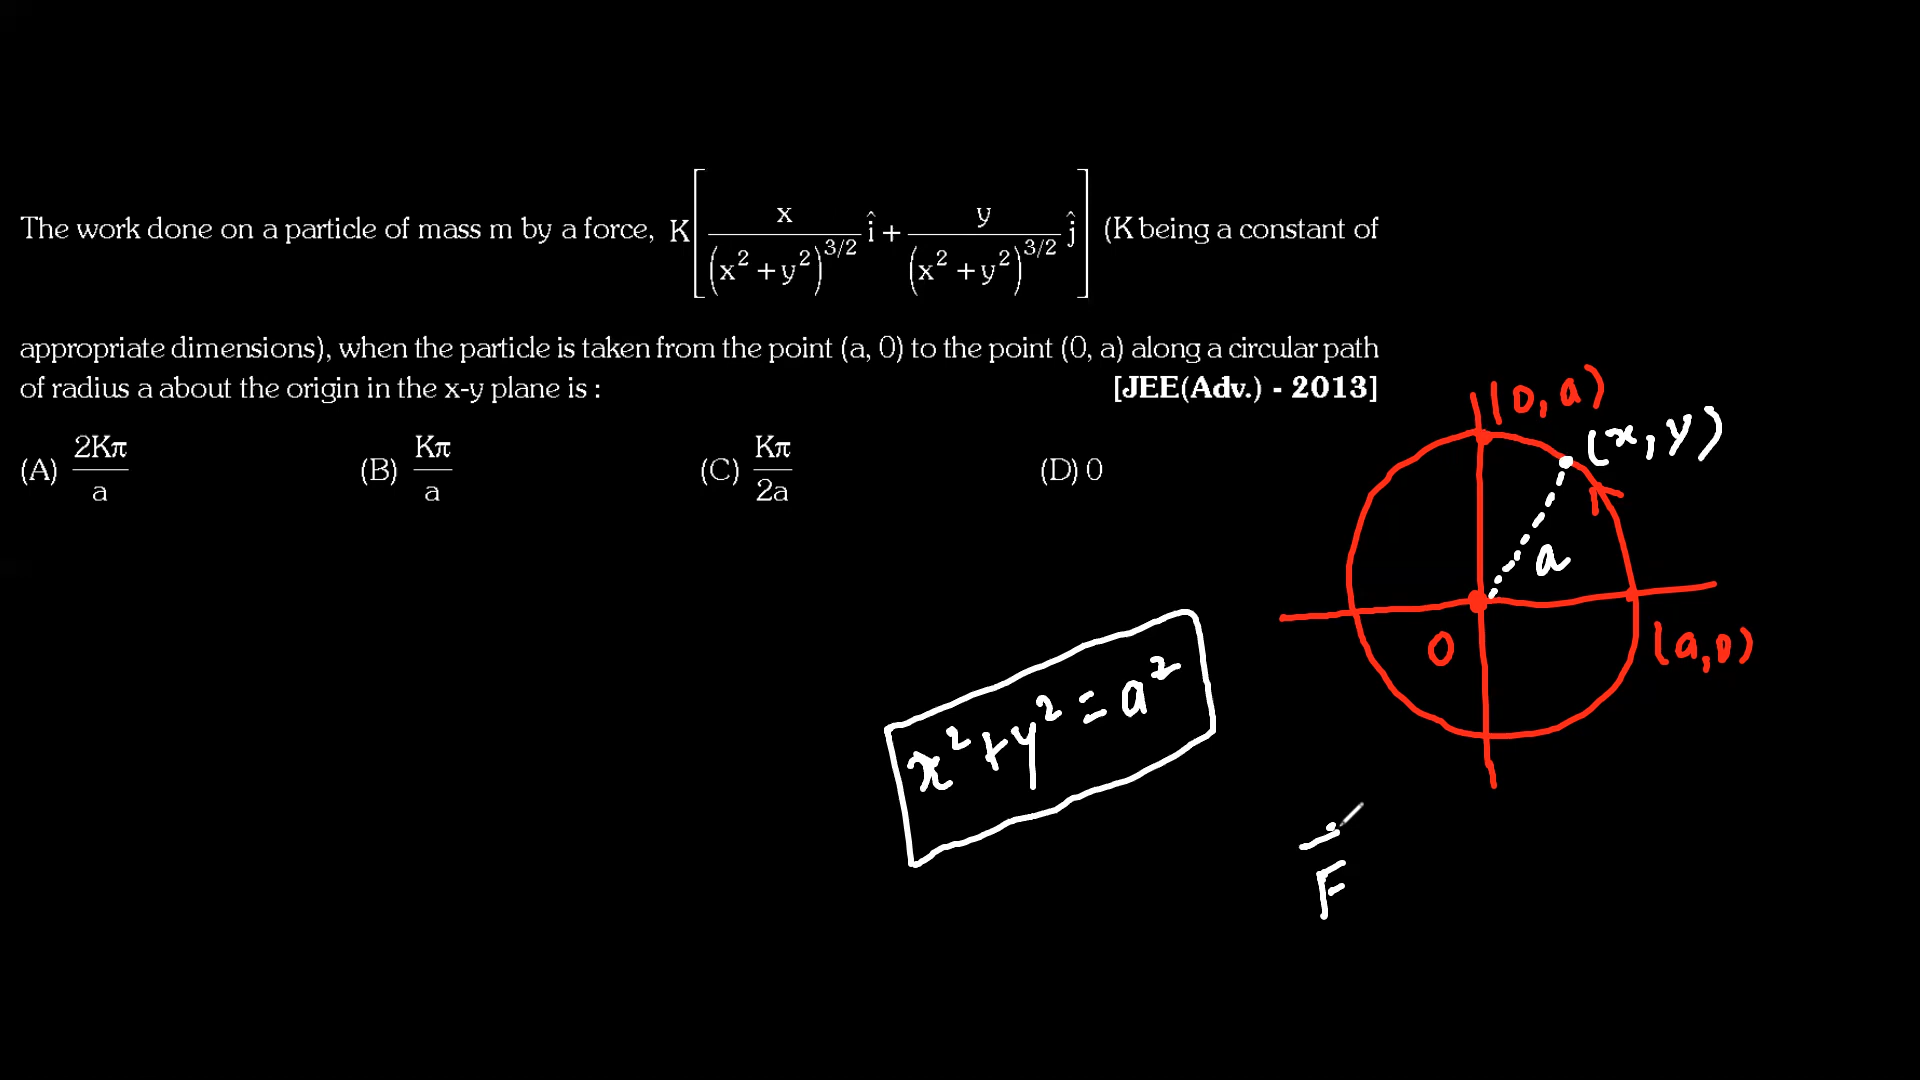 The work done on a particle of mass m by a force, K[ x/(x² + y²)^3/2 î + y/(x² + y²)^3/2 ĵ ] (K being a constant of
appropriate dimensions), when the particle is taken from the point (a, 0) to the point (0, a) along a circular path
of radius a about the origin in the x-y plane is : [JEE(Adv.) - 2013]
(A) 2Kπ/a (B) Kπ/a (C) Kπ/2a (D) 0
(0, a)
(x, y)
a
O
(a, 0)
x² + y² = a²
F